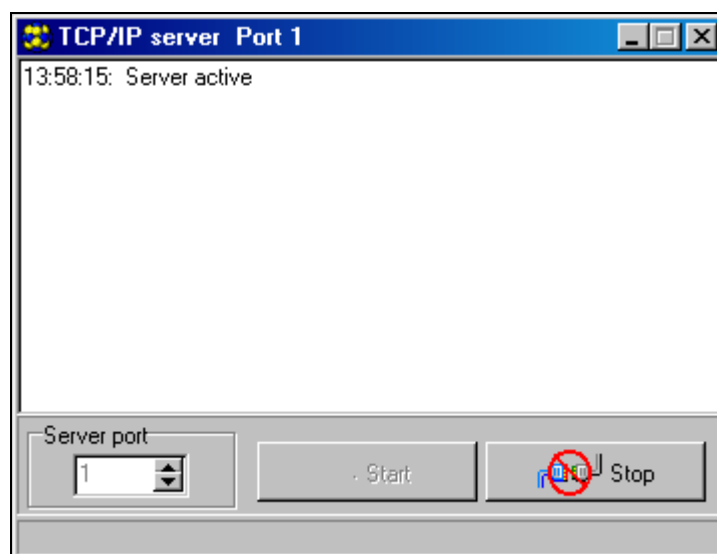 TCP/IP server Port 1
13:58:15: Server active
Server port
1
Start
Stop